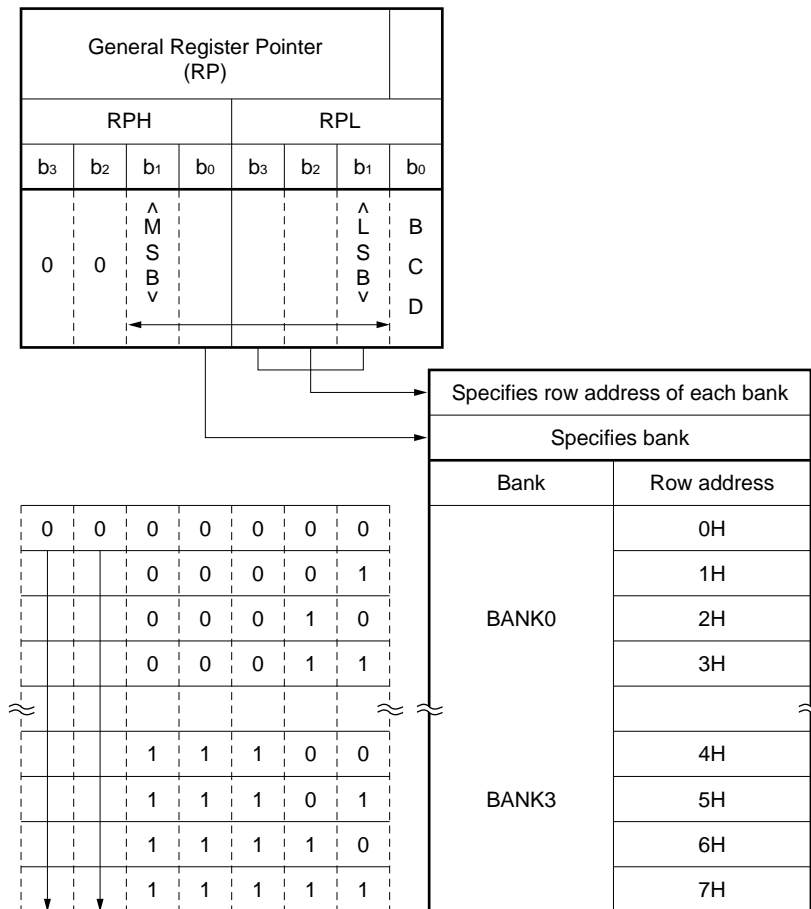 General Register Pointer
(RP)
RPH RPL
b3 b2 b1 b0 b3 b2 b1 b0
0 0 <MSB> <LSB> BCD
Specifies row address of each bank
Specifies bank
Bank Row address
0 0 0 0 0 0 0 0H
0 0 0 0 1 1H
0 0 0 1 0 BANK0 2H
0 0 0 1 1 3H
1 1 1 0 0 4H
1 1 1 0 1 BANK3 5H
1 1 1 1 0 6H
1 1 1 1 1 7H